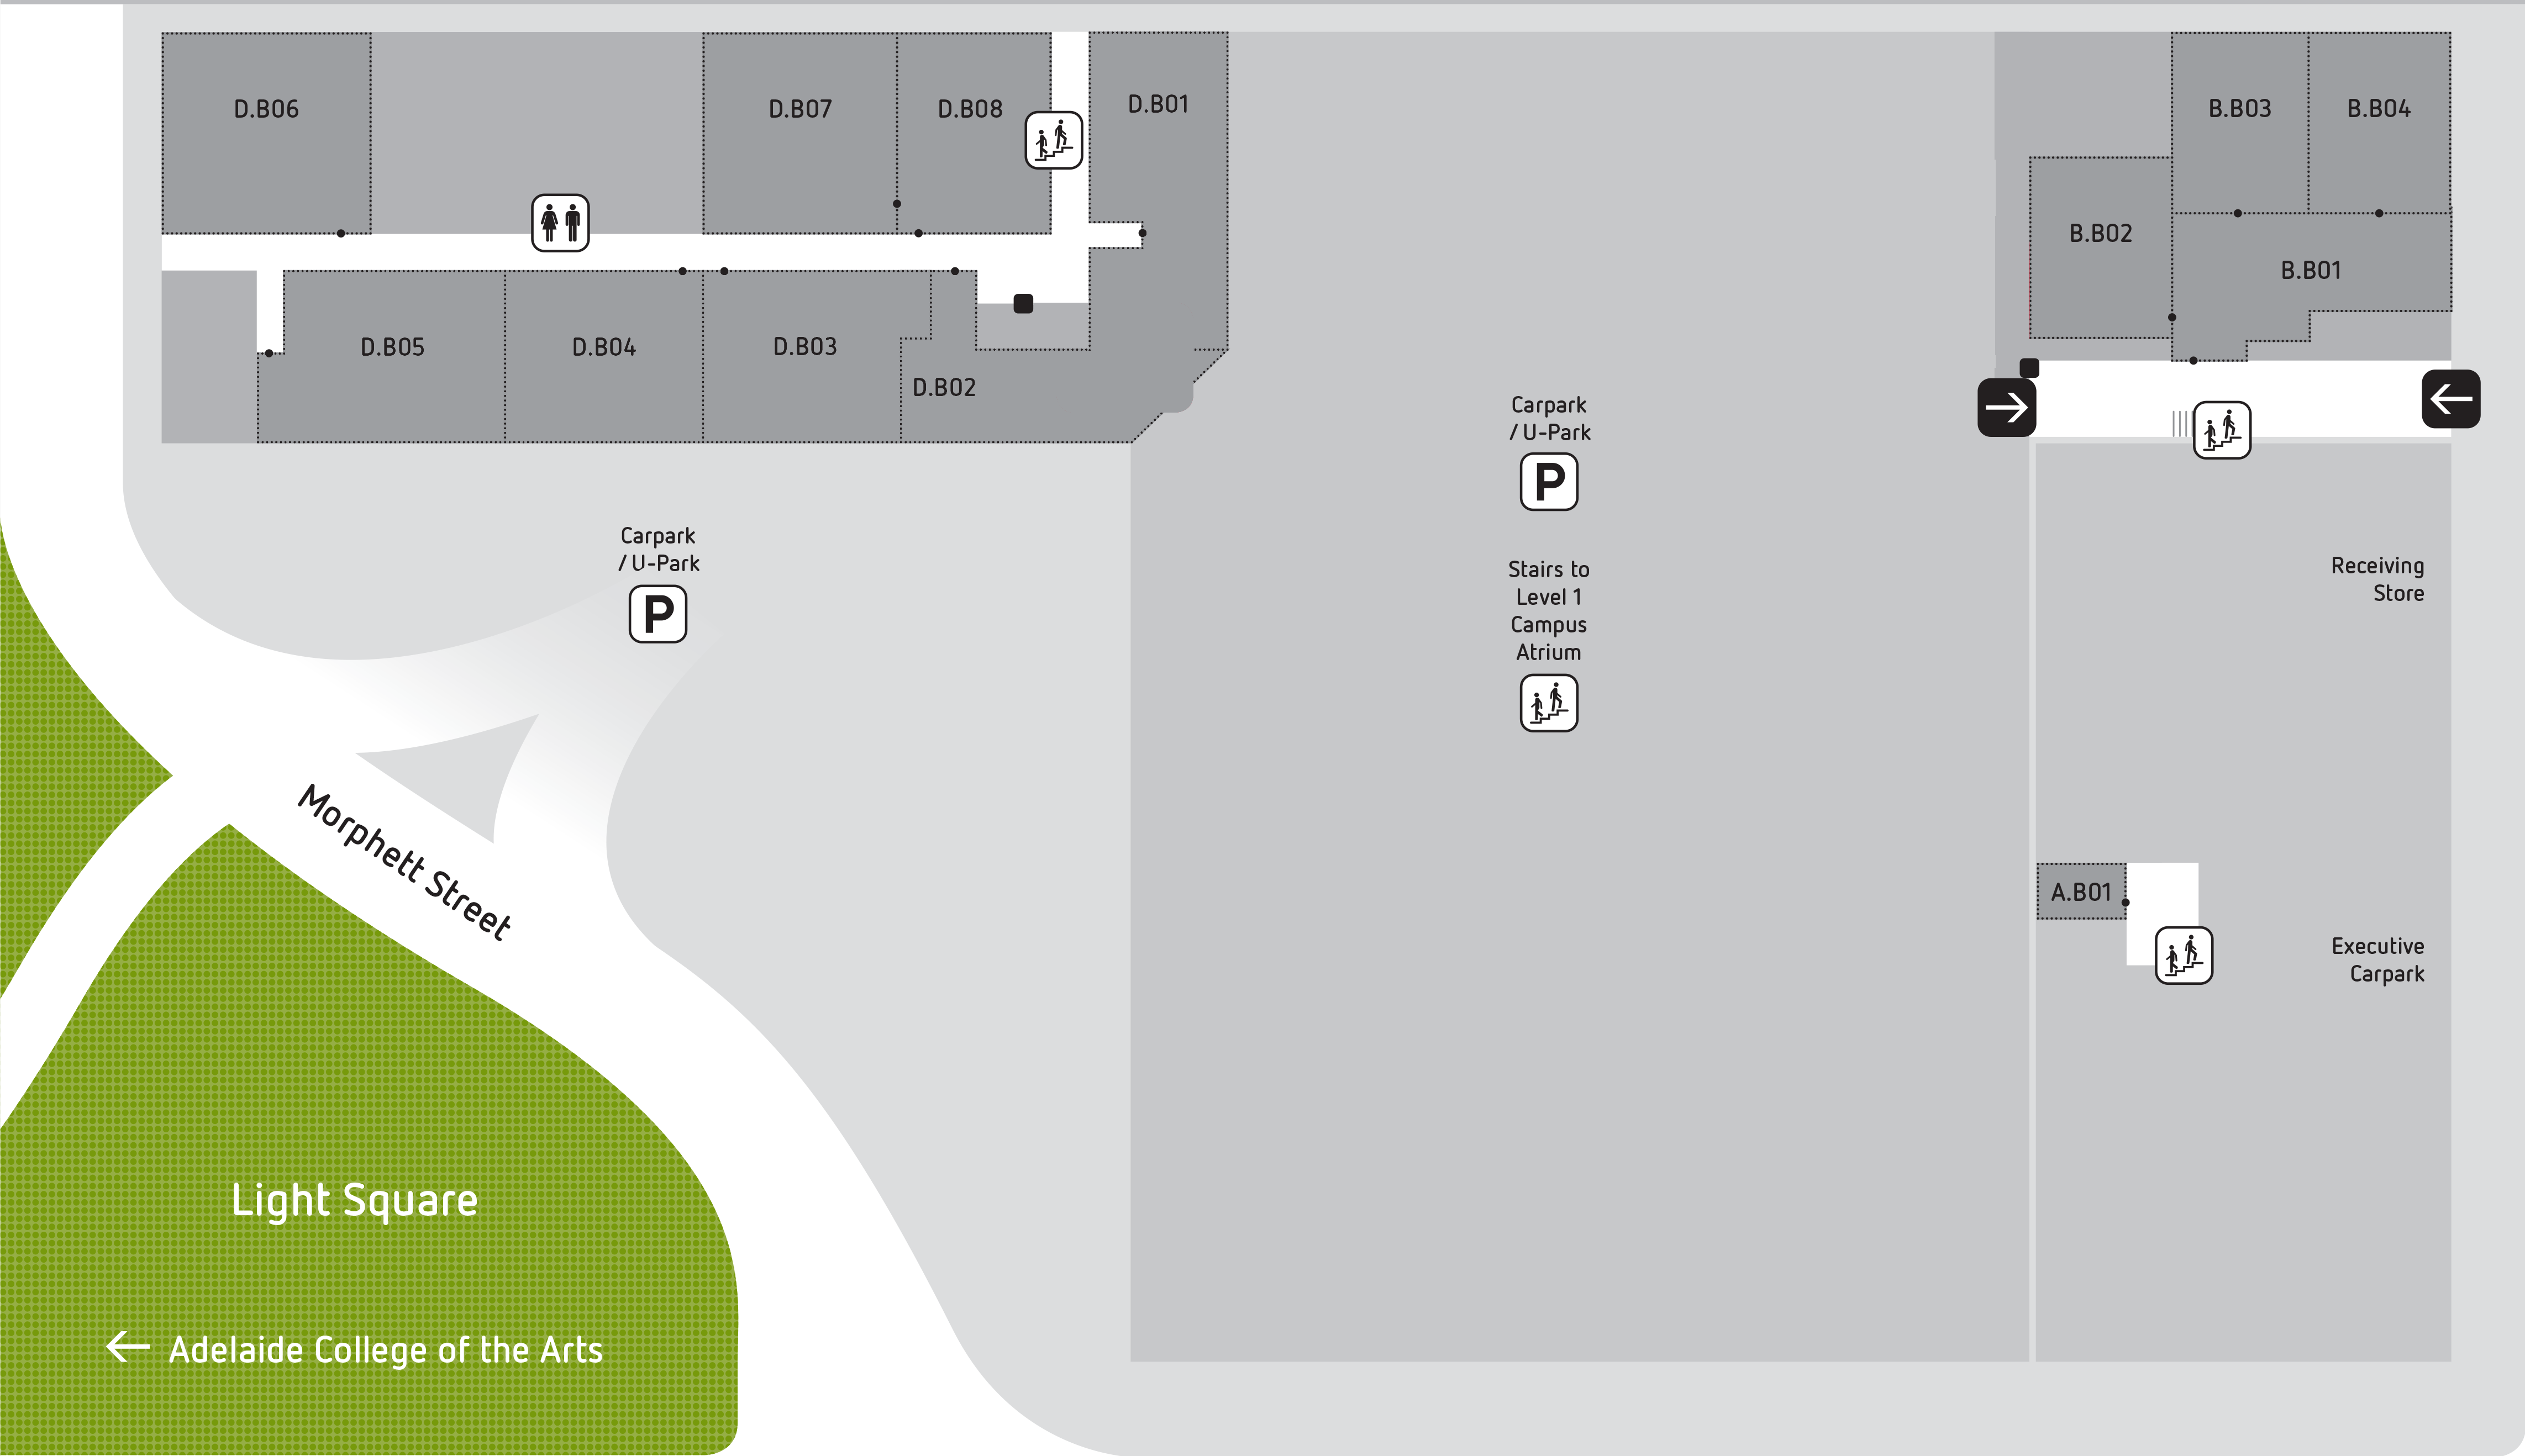 D.B06
D.B07
D.B08
D.B01
B.B03
B.B04
B.B02
B.B01
D.B05
D.B04
D.B03
D.B02
Carpark
/ U-Park
P
Carpark
/ U-Park
P
Stairs to
Level 1
Campus
Atrium
Receiving
Store
Morphett Street
A.B01
Executive
Carpark
Light Square
← Adelaide College of the Arts